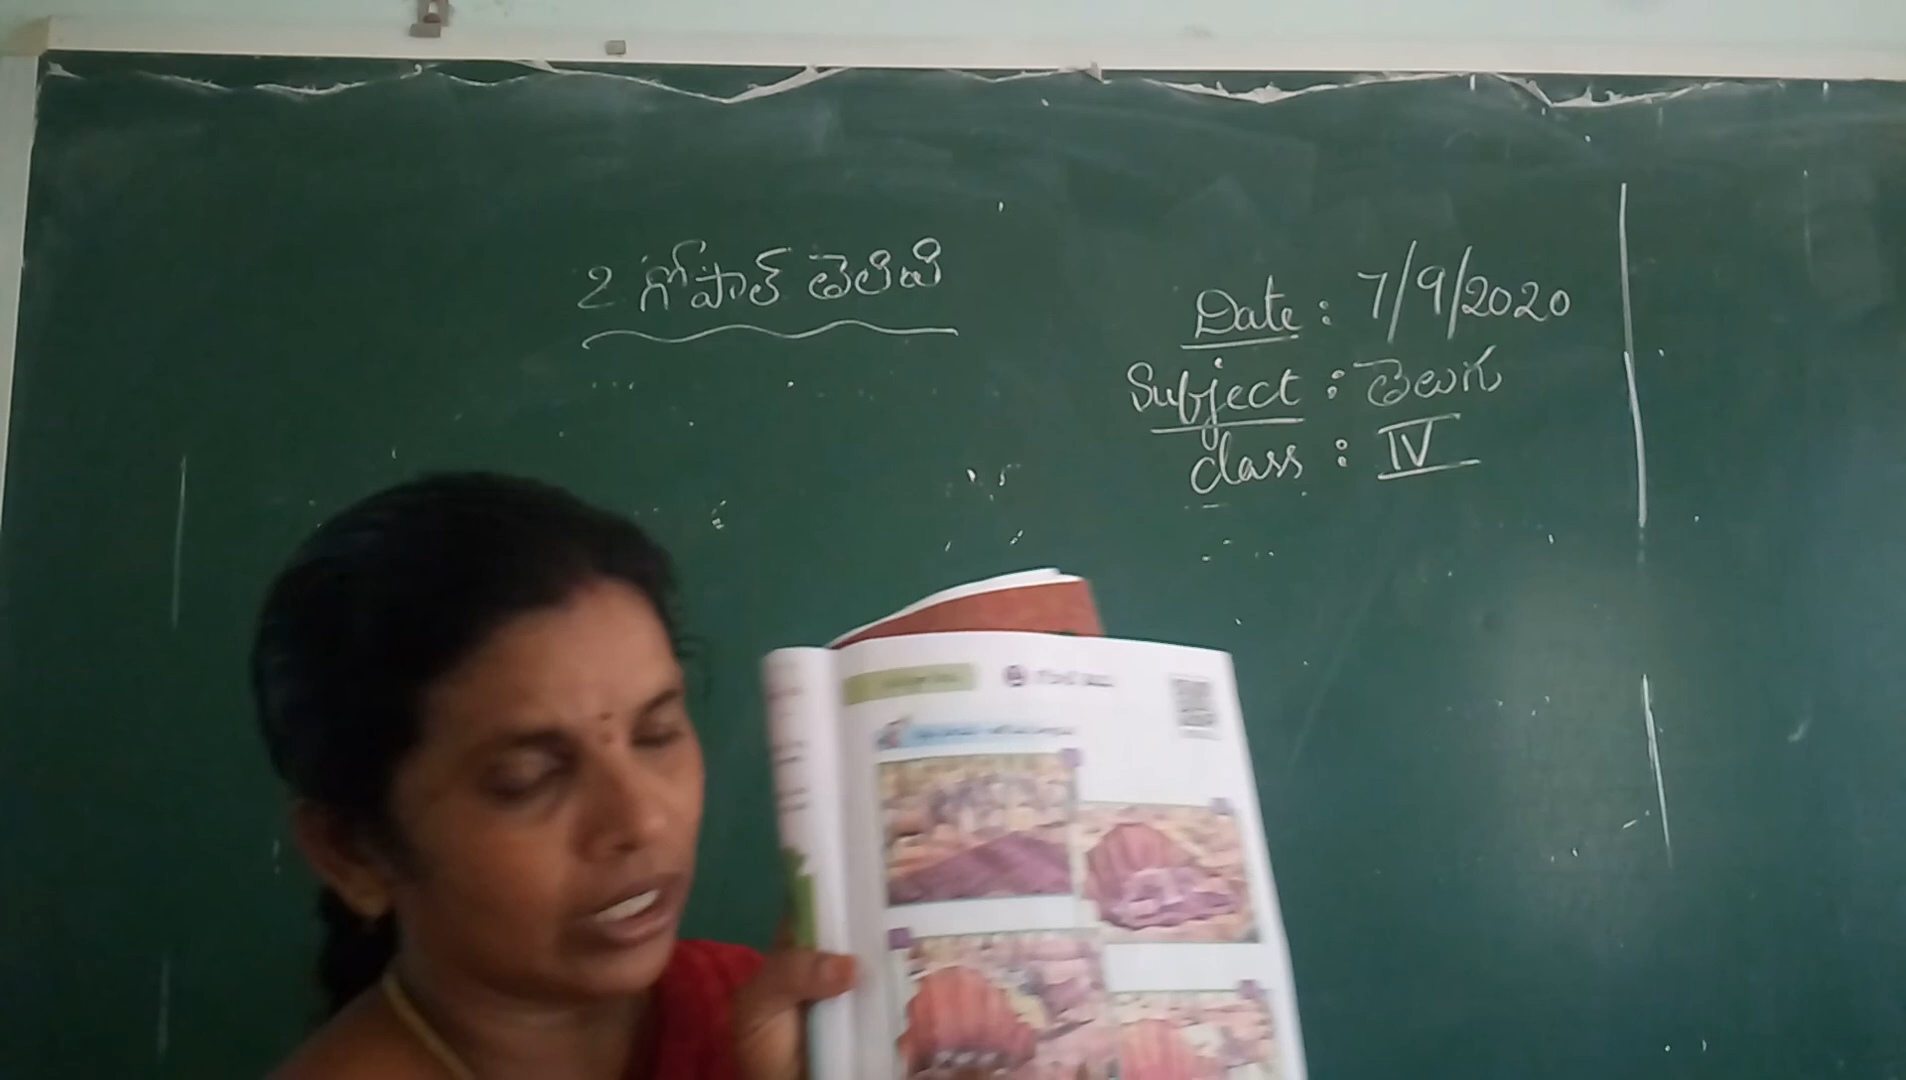 2 గోపాల్ తెలివి
Date : 7/9/2020
Subject : తెలుగు
class : IV